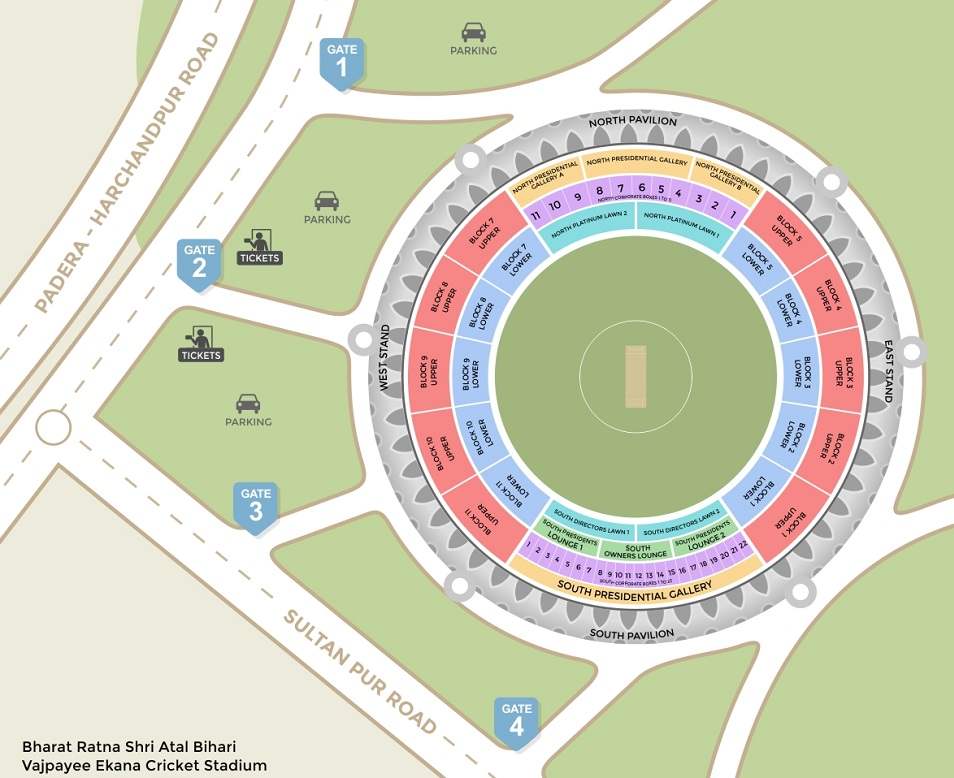 PARKING
GATE
1
PADERA - HARCHANDPUR ROAD
NORTH PAVILION
NORTH PRESIDENTIAL
GALLERY A
NORTH PRESIDENTIAL GALLERY
NORTH PRESIDENTIAL
GALLERY B
11 10 9 8 7 6 5 4 3 2 1
NORTH CORPORATE BOXES 1 TO 11
NORTH PLATINUM LAWN 2
NORTH PLATINUM LAWN 1
PARKING
GATE
2
TICKETS
BLOCK 7
UPPER
BLOCK 7
LOWER
BLOCK 5
LOWER
BLOCK 5
UPPER
BLOCK 8
UPPER
BLOCK 8
LOWER
BLOCK 4
LOWER
BLOCK 4
UPPER
TICKETS
WEST STAND
BLOCK 9
UPPER
BLOCK 9
LOWER
BLOCK 3
LOWER
BLOCK 3
UPPER
EAST STAND
PARKING
BLOCK 10
UPPER
BLOCK 10
LOWER
BLOCK 2
LOWER
BLOCK 2
UPPER
GATE
3
BLOCK 11
UPPER
BLOCK 11
LOWER
BLOCK 1
LOWER
BLOCK 1
UPPER
SOUTH DIRECTORS LAWN 1
SOUTH DIRECTORS LAWN 2
SOUTH PRESIDENTS
LOUNGE 1
SOUTH
OWNERS LOUNGE
SOUTH PRESIDENTS
LOUNGE 2
1 2 3 4 5 6 7 8 9 10 11 12 13 14 15 16 17 18 19 20 21 22
SOUTH PRESIDENTIAL GALLERY
SOUTH PAVILION
SULTAN PUR ROAD
GATE
4
Bharat Ratna Shri Atal Bihari
Vajpayee Ekana Cricket Stadium